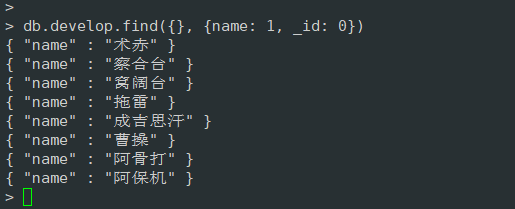 >
> db.develop.find({}, {name: 1, _id: 0})
{ "name" : "术赤" }
{ "name" : "察合台" }
{ "name" : "窝阔台" }
{ "name" : "拖雷" }
{ "name" : "成吉思汗" }
{ "name" : "曹操" }
{ "name" : "阿骨打" }
{ "name" : "阿保机" }
>